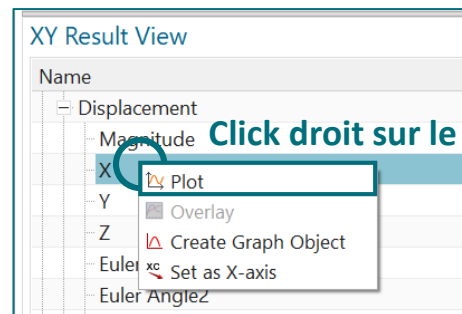 XY Result View
Name
Displacement
Magnitude Click droit sur le
X
Plot
Y
Overlay
Z
Create Graph Object
Euler
xc Set as X-axis
Euler Angle2